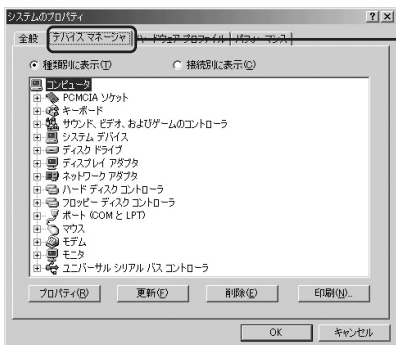 システムのプロパティ
全般 デバイス マネージャ ハードウェア プロファイル パフォーマンス
種類別に表示(T) 接続別に表示(C)
コンピュータ
PCMCIA ソケット
キーボード
サウンド、ビデオ、およびゲームのコントローラ
システム デバイス
ディスク ドライブ
ディスプレイ アダプタ
ネットワーク アダプタ
ハード ディスク コントローラ
フロッピー ディスク コントローラ
ポート (COM と LPT)
マウス
モデム
モニタ
ユニバーサル シリアル バス コントローラ
プロパティ(R) 更新(F) 削除(E) 印刷(N)...
OK キャンセル